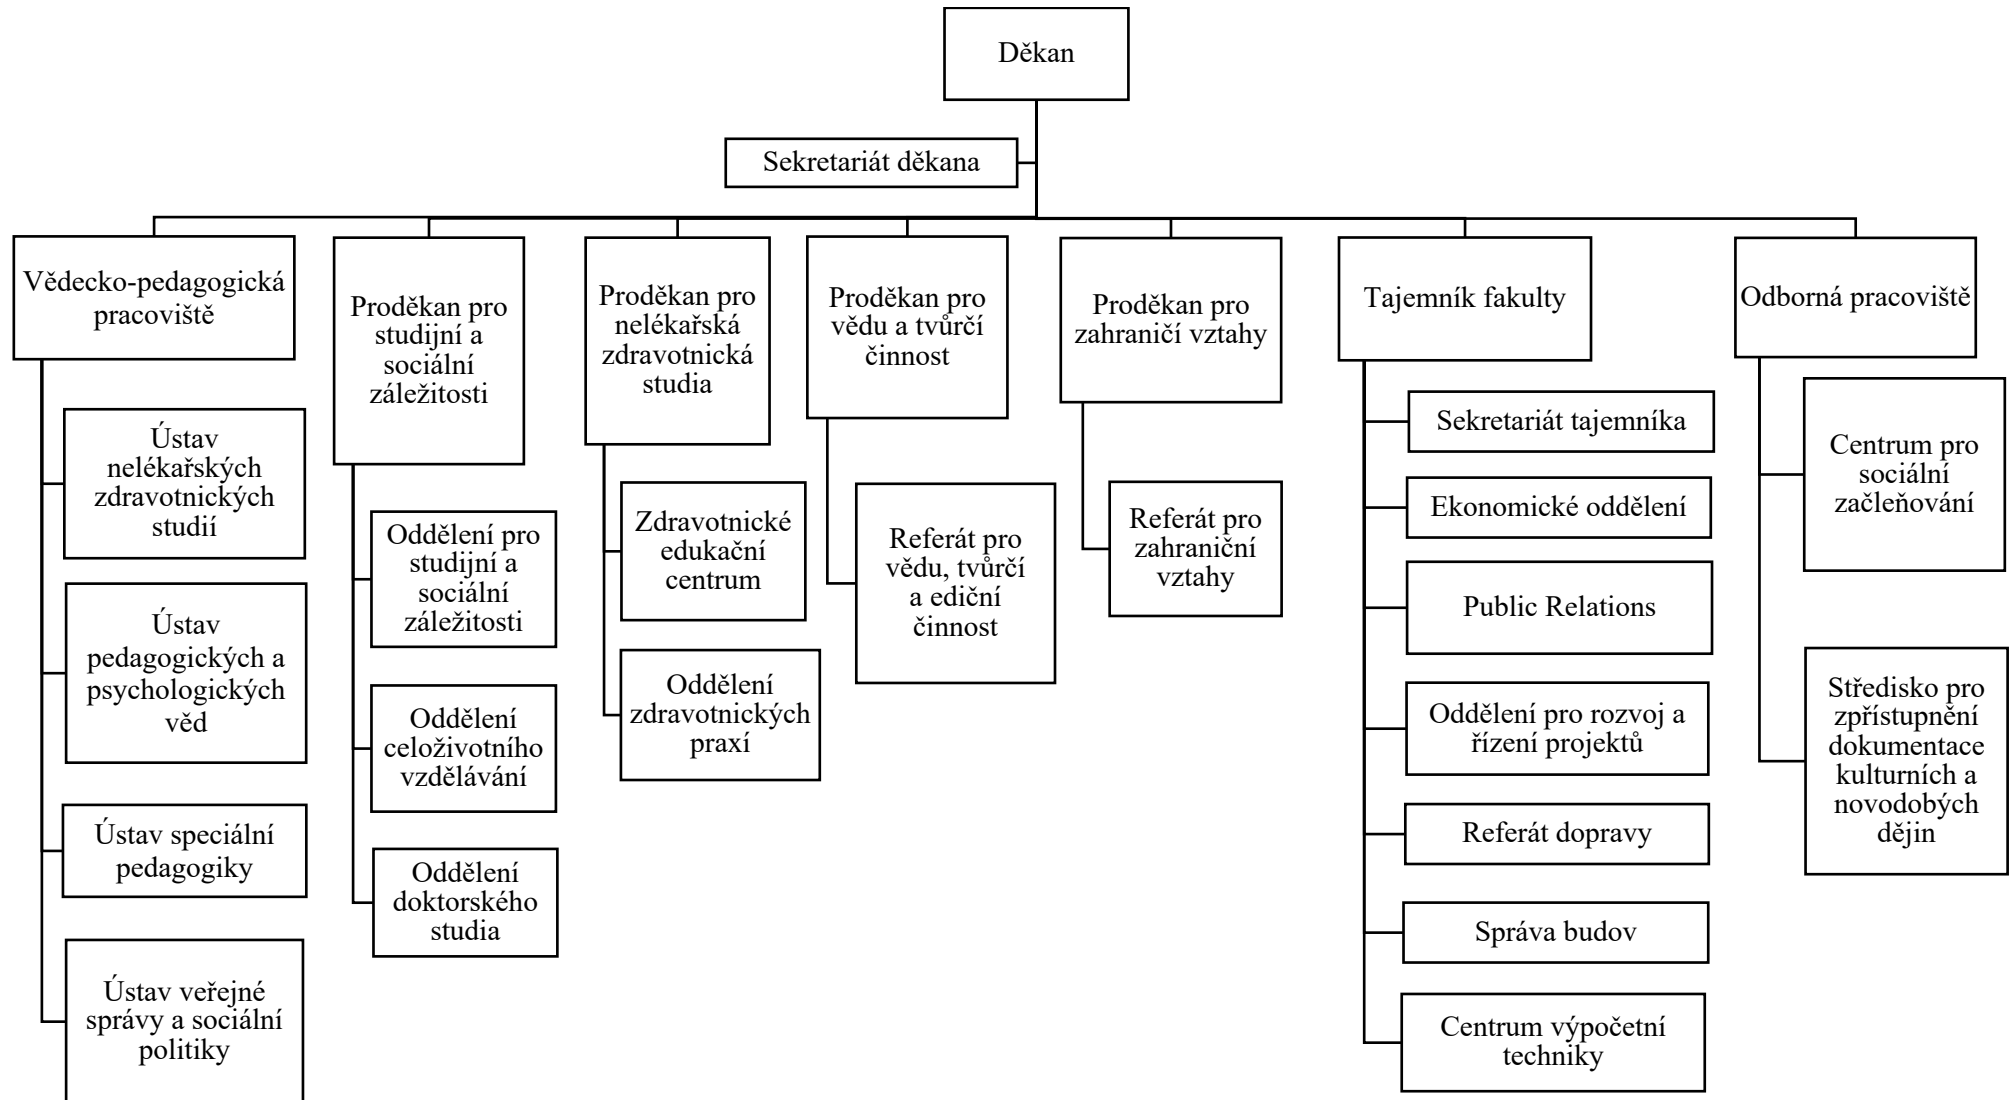 Děkan
Sekretariát děkana
Vědecko-pedagogická
pracoviště
Ústav
nelékařských
zdravotnických
studií
Ústav
pedagogických a
psychologických
věd
Ústav speciální
pedagogiky
Ústav veřejné
správy a sociální
politiky
Proděkan pro
studijní a
sociální
záležitosti
Oddělení pro
studijní a
sociální
záležitosti
Oddělení
celoživotního
vzdělávání
Oddělení
doktorského
studia
Proděkan pro
nelékařská
zdravotnická
studia
Zdravotnické
edukační
centrum
Oddělení
zdravotnických
praxí
Proděkan pro
vědu a tvůrčí
činnost
Referát pro
vědu, tvůrčí
a ediční
činnost
Proděkan pro
zahraničí vztahy
Referát pro
zahraniční
vztahy
Tajemník fakulty
Sekretariát tajemníka
Ekonomické oddělení
Public Relations
Oddělení pro rozvoj a
řízení projektů
Referát dopravy
Správa budov
Centrum výpočetní
techniky
Odborná pracoviště
Centrum pro
sociální
začleňování
Středisko pro
zpřístupnění
dokumentace
kulturních a
novodobých
dějin